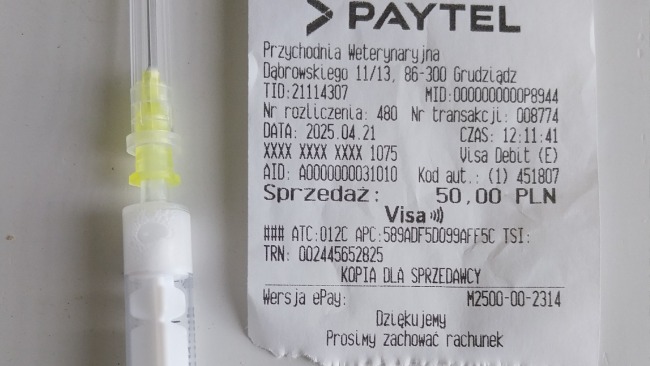 PAYTEL
Przychodnia Weterynaryjna
Dąbrowskiego 11/13, 86-300 Grudziądz
TID:21114307 MID:0000000000P8944
Nr rozliczenia: 480 Nr transakcji: 008774
DATA: 2025.04.21 CZAS: 12:11:41
XXXX XXXX XXXX 1075 Visa Debit (E)
AID: A0000000031010 Kod aut.: (1) 451807
Sprzedaż: 50,00 PLN
Visa
### ATC:012C APC:589ADF5D099AFF5C TSI:
TRN: 002445652825
KOPIA DLA SPRZEDAWCY
Wersja ePay: M2500-00-2314
Dziękujemy
Prosimy zachować rachunek